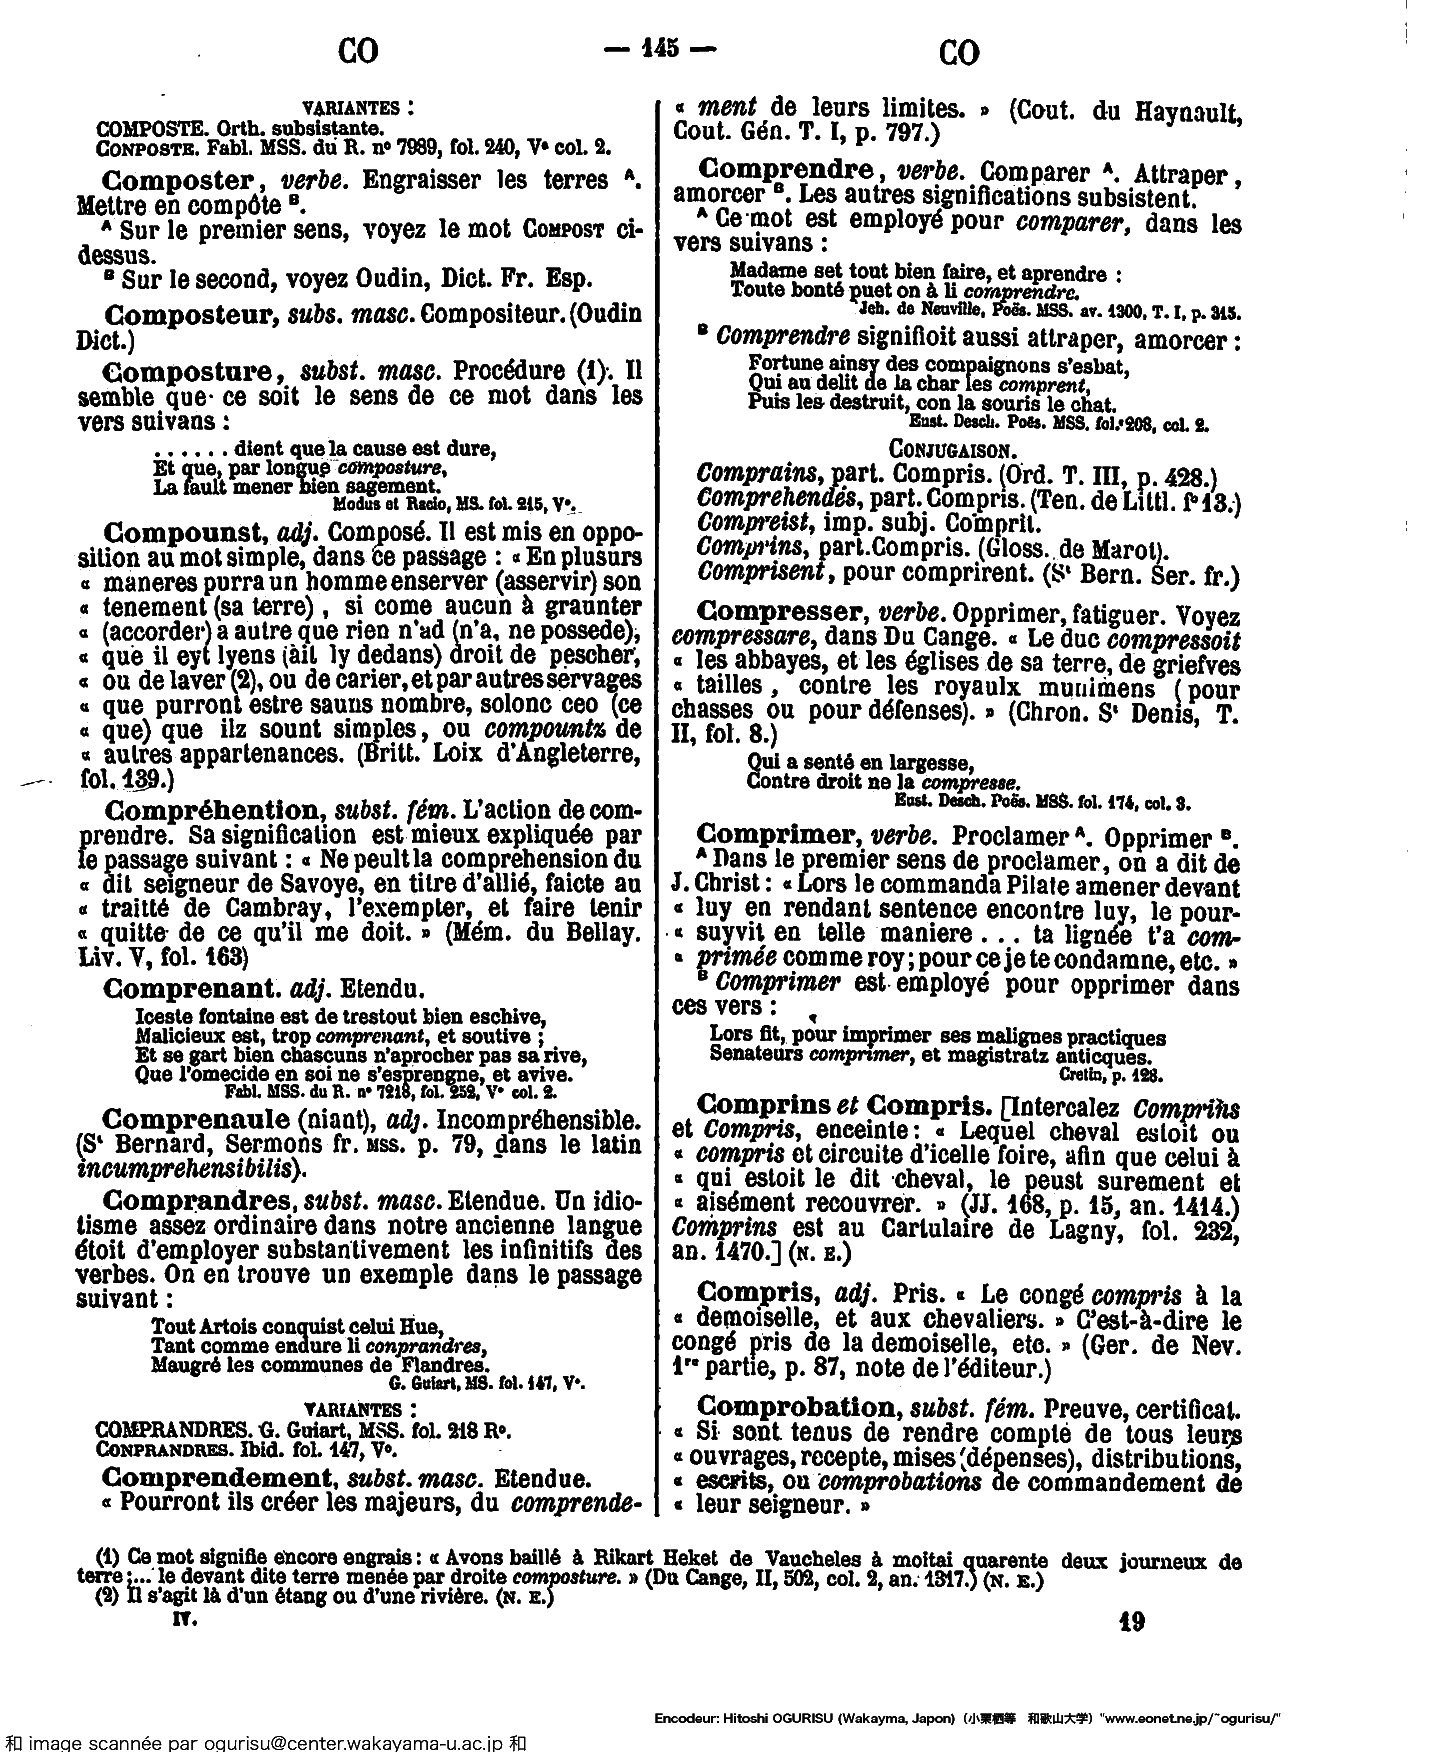 CO
— 145 —
CO
VARIANTES :
COMPOSTE. Orth. subsistante.
CONPOSTE. Fabl. MSS. du R. nº 7989, fol. 240, Vº col. 2.
Composter, verbe. Engraisser les terres ᴬ.
Mettre en compôte ᴮ.
ᴬ Sur le premier sens, voyez le mot COMPOST ci-
dessus.
ᴮ Sur le second, voyez Oudin, Dict. Fr. Esp.
Composteur, subs. masc. Compositeur. (Oudin
Dict.)
Composture, subst. masc. Procédure (1). Il
semble que ce soit le sens de ce mot dans les
vers suivans :
. . . . . . dient que la cause est dure,
Et que, par longue composture,
La fault mener bien sagement.
Modus et Racio, MS. fol. 215, Vº.
Compounst, adj. Composé. Il est mis en oppo-
sition au mot simple, dans ce passage : « En plusurs
« maneres purra un homme enserver (asservir) son
« tenement (sa terre) , si come aucun à graunter
« (accorder) a autre que rien n'ad (n'a, ne possede),
« que il eyt lyens (ait ly dedans) droit de pescher,
« ou de laver (2), ou de carier, et par autres servages
« que purront estre sauns nombre, solonc ceo (ce
« que) que ilz sount simples, ou compountz de
« autres appartenances. (Britt. Loix d'Angleterre,
fol. 139.)
Compréhention, subst. fém. L'action de com-
prendre. Sa signification est mieux expliquée par
le passage suivant : « Ne peult la comprehension du
« dit seigneur de Savoye, en titre d'allié, faicte au
« traitté de Cambray, l'exempter, et faire tenir
« quitte de ce qu'il me doit. » (Mém. du Bellay.
Liv. V, fol. 163)
Comprenant. adj. Etendu.
Iceste fontaine est de trestout bien eschive,
Malicieux est, trop comprenant, et soutive ;
Et se gart bien chascuns n'aprocher pas sa rive,
Que l'omecide en soi ne s'esprengne, et avive.
Fabl. MSS. du R. nº 7218, fol. 252, Vº col. 2.
Comprenaule (niant), adj. Incompréhensible.
(Sᵗ Bernard, Sermons fr. MSS. p. 79, dans le latin
incumprehensibilis).
Comprandres, subst. masc. Etendue. Un idio-
tisme assez ordinaire dans notre ancienne langue
étoit d'employer substantivement les infinitifs des
verbes. On en trouve un exemple dans le passage
suivant :
Tout Artois conquist celui Hue,
Tant comme endure li conprandres,
Maugré les communes de Flandres.
G. Guiart, MS. fol. 147, Vº.
VARIANTES :
COMPRANDRES. G. Guiart, MSS. fol. 218 Rº.
CONPRANDRES. Ibid. fol. 147, Vº.
Comprendement, subst. masc. Etendue.
« Pourront ils créer les majeurs, du comprende-
« ment de leurs limites. » (Cout. du Haynault,
Cout. Gén. T. I, p. 797.)
Comprendre, verbe. Comparer ᴬ. Attraper,
amorcer ᴮ. Les autres significations subsistent.
ᴬ Ce mot est employé pour comparer, dans les
vers suivans :
Madame set tout bien faire, et aprendre :
Toute bonté puet on à li comprendre.
Jeh. de Neuville, Poës. MSS. av. 1300, T. I, p. 315.
ᴮ Comprendre signifioit aussi attraper, amorcer :
Fortune ainsy des compaignons s'esbat,
Qui au delit de la char les comprent,
Puis les destruit, con la souris le chat.
Eust. Desch. Poës. MSS. fol. 208, col. 2.
CONJUGAISON.
Comprains, part. Compris. (Ord. T. III, p. 428.)
Comprehendés, part. Compris. (Ten. de Littl. fº 13.)
Compreist, imp. subj. Comprit.
Comprins, part. Compris. (Gloss. de Marot).
Comprisent, pour comprirent. (Sᵗ Bern. Ser. fr.)
Compresser, verbe. Opprimer, fatiguer. Voyez
compressare, dans Du Cange. « Le duc compressoit
« les abbayes, et les églises de sa terre, de griefves
« tailles , contre les royaulx munimens ( pour
chasses ou pour défenses). » (Chron. Sᵗ Denis, T.
II, fol. 8.)
Qui a senté en largesse,
Contre droit ne la compresse.
Eust. Desch. Poës. MSS. fol. 174, col. 3.
Comprimer, verbe. Proclamer ᴬ. Opprimer ᴮ.
ᴬ Dans le premier sens de proclamer, on a dit de
J. Christ : « Lors le commanda Pilate amener devant
« luy en rendant sentence encontre luy, le pour-
« suyvit en telle maniere . . . ta lignée t'a com-
« primée comme roy ; pour ce je te condamne, etc. »
ᴮ Comprimer est employé pour opprimer dans
ces vers :
Lors fit, pour imprimer ses malignes practiques
Senateurs comprimer, et magistratz anticques.
Cretin, p. 128.
Comprins et Compris. [Intercalez Comprins
et Compris, enceinte : « Lequel cheval estoit ou
« compris et circuite d'icelle foire, afin que celui à
« qui estoit le dit cheval, le peust surement et
« aisément recouvrer. » (JJ. 168, p. 15, an. 1414.)
Comprins est au Cartulaire de Lagny, fol. 232,
an. 1470.] (N. E.)
Compris, adj. Pris. « Le congé compris à la
« demoiselle, et aux chevaliers. » C'est-à-dire le
congé pris de la demoiselle, etc. » (Ger. de Nev.
1ʳᵉ partie, p. 87, note de l'éditeur.)
Comprobation, subst. fém. Preuve, certificat.
« Si sont tenus de rendre compte de tous leurs
« ouvrages, recepte, mises (dépenses), distributions,
« escrits, ou comprobations de commandement de
« leur seigneur. »
(1) Ce mot signifie encore engrais : « Avons baillé à Rikart Heket de Vaucheles à moitai quarente deux journeux de
terre ;... le devant dite terre menée par droite composture. » (Du Cange, II, 502, col. 2, an. 1317.) (N. E.)
(2) Il s'agit là d'un étang ou d'une rivière. (N. E.)
IV.
19
Encodeur: Hitoshi OGURISU (Wakayma, Japon) (小栗栖等 和歌山大学) "www.eonet.ne.jp/~ogurisu/"
和 image scannée par ogurisu@center.wakayama-u.ac.jp 和